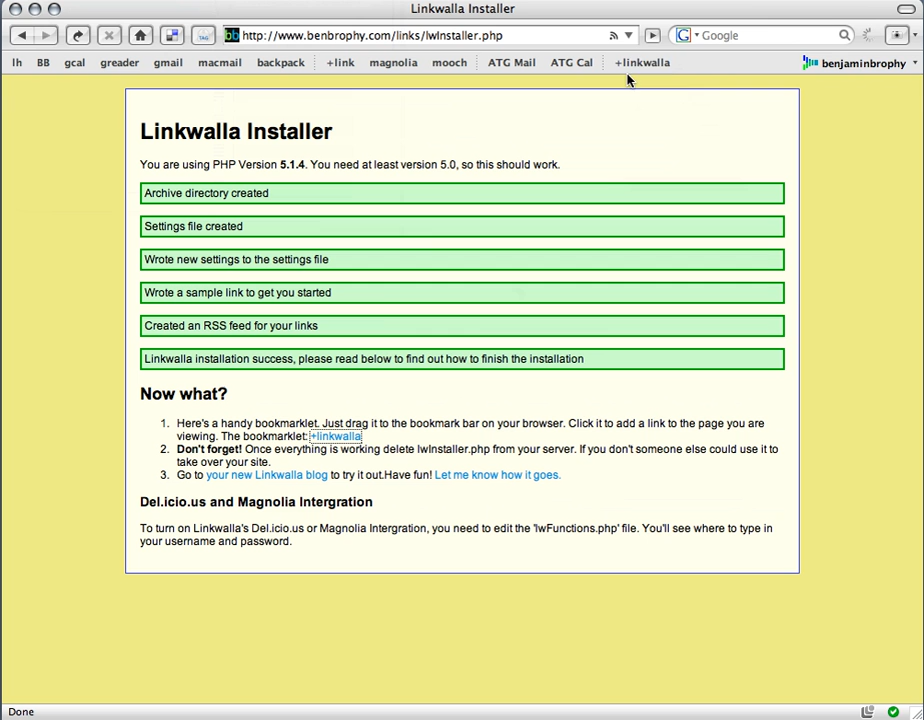 Linkwalla Installer
http://www.benbrophy.com/links/lwInstaller.php
Google
lh BB gcal greader gmail macmail backpack +link magnolia mooch ATG Mail ATG Cal +linkwalla benjaminbrophy
Linkwalla Installer
You are using PHP Version 5.1.4. You need at least version 5.0, so this should work.
Archive directory created
Settings file created
Wrote new settings to the settings file
Wrote a sample link to get you started
Created an RSS feed for your links
Linkwalla installation success, please read below to find out how to finish the installation
Now what?
1. Here's a handy bookmarklet. Just drag it to the bookmark bar on your browser. Click it to add a link to the page you are
viewing. The bookmarklet: +linkwalla
2. Don't forget! Once everything is working delete lwInstaller.php from your server. If you don't someone else could use it to
take over your site.
3. Go to your new Linkwalla blog to try it out.Have fun! Let me know how it goes.
Del.icio.us and Magnolia Intergration
To turn on Linkwalla's Del.icio.us or Magnolia Intergration, you need to edit the 'lwFunctions.php' file. You'll see where to type in
your username and password.
Done